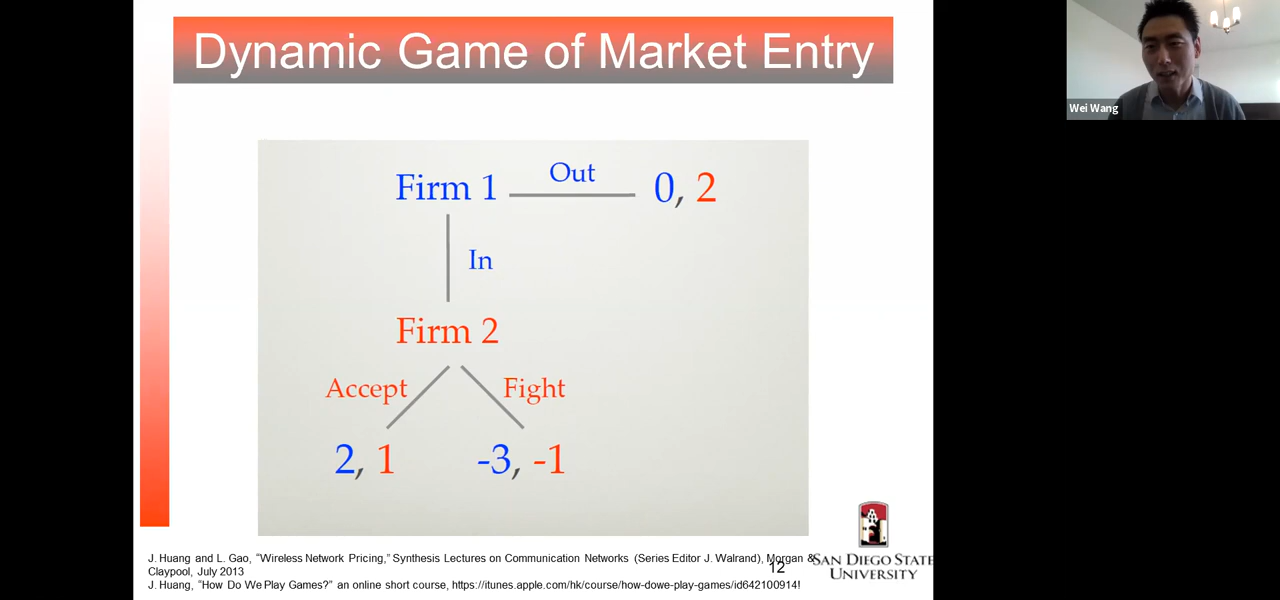 Dynamic Game of Market Entry
Wei Wang
Firm 1
Out
0, 2
In
Firm 2
Accept
Fight
2, 1
-3, -1
J. Huang and L. Gao, “Wireless Network Pricing,” Synthesis Lectures on Communication Networks (Series Editor J. Walrand), Morgan &
Claypool, July 2013
J. Huang, “How Do We Play Games?” an online short course, https://itunes.apple.com/hk/course/how-dowe-play-games/id642100914!
12
SAN DIEGO STATE
UNIVERSITY